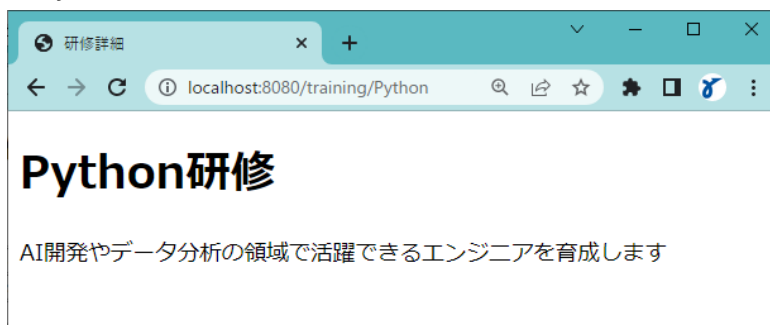 研修詳細
localhost:8080/training/Python
Python研修
AI開発やデータ分析の領域で活躍できるエンジニアを育成します